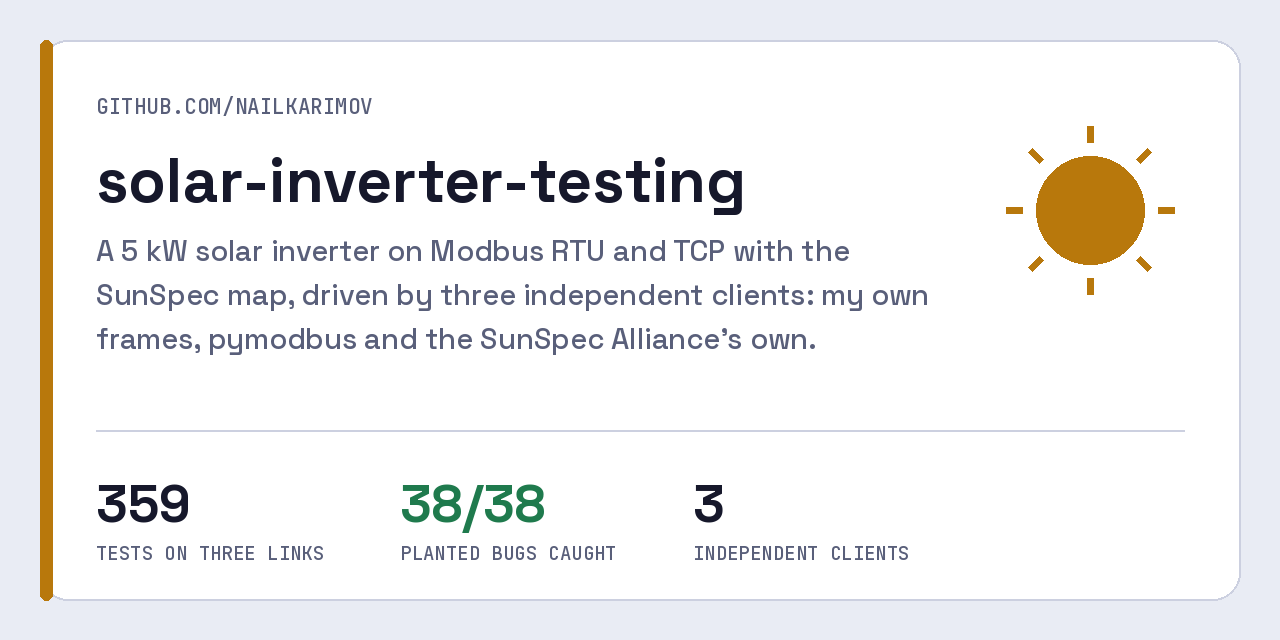 GITHUB.COM/NAILKARIMOV
solar-inverter-testing
A 5 kW solar inverter on Modbus RTU and TCP with the
SunSpec map, driven by three independent clients: my own
frames, pymodbus and the SunSpec Alliance’s own.
359
TESTS ON THREE LINKS
38/38
PLANTED BUGS CAUGHT
3
INDEPENDENT CLIENTS